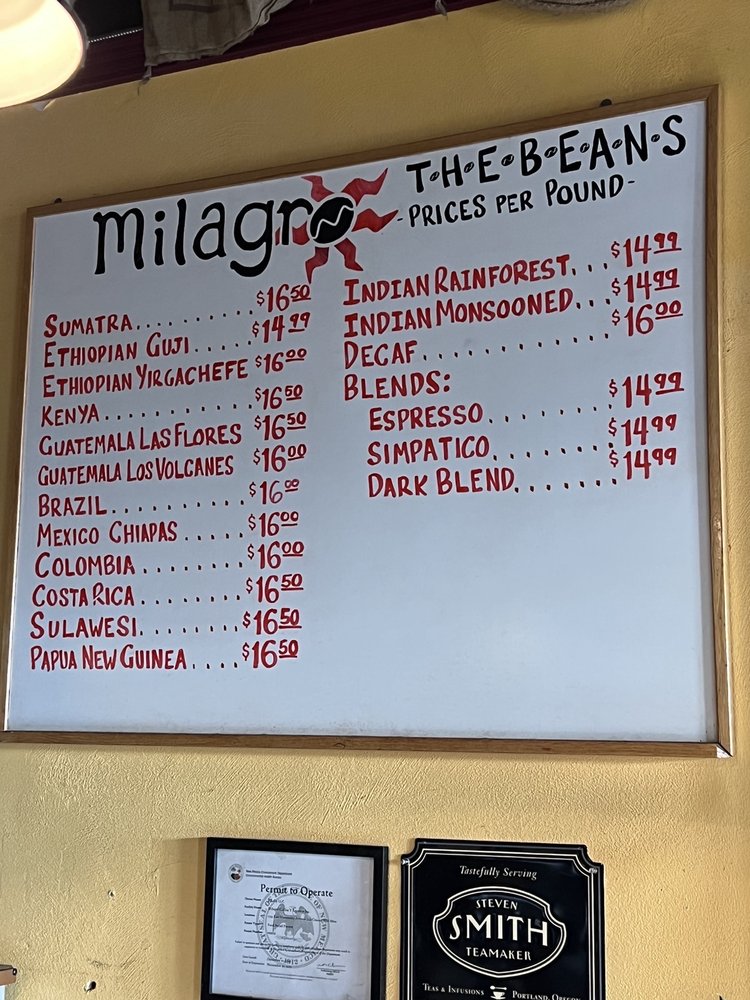 Milagro
T·H·E·B·E·A·N·S
- PRICES PER POUND -
SUMATRA.......... $16 50
ETHIOPIAN GUJI..... $14 99
ETHIOPIAN YIRGACHEFE $16 00
KENYA........... $16 50
GUATEMALA LAS FLORES $16 50
GUATEMALA LOS VOLCANES $16 00
BRAZIL.......... $16 00
MEXICO CHIAPAS..... $16 00
COLOMBIA........ $16 00
COSTA RICA........ $16 50
SULAWESI........ $16 50
PAPUA NEW GUINEA.... $16 50
INDIAN RAINFOREST... $14 99
INDIAN MONSOONED... $14 99
DECAF........... $16 00
BLENDS:
ESPRESSO....... $14 99
SIMPATICO....... $14 99
DARK BLEND....... $14 99
Permit to Operate
Tastefully Serving
STEVEN
SMITH
TEAMAKER
TEAS & INFUSIONS PORTLAND, OREGON